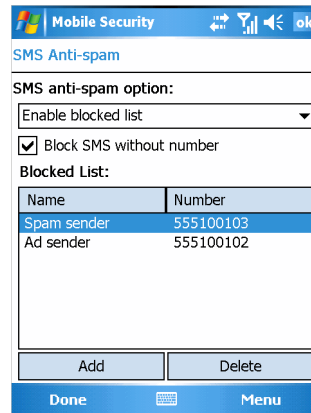 Mobile Security ok
SMS Anti-spam
SMS anti-spam option:
Enable blocked list
Block SMS without number
Blocked List:
Name Number
Spam sender 555100103
Ad sender 555100102
Add Delete
Done Menu